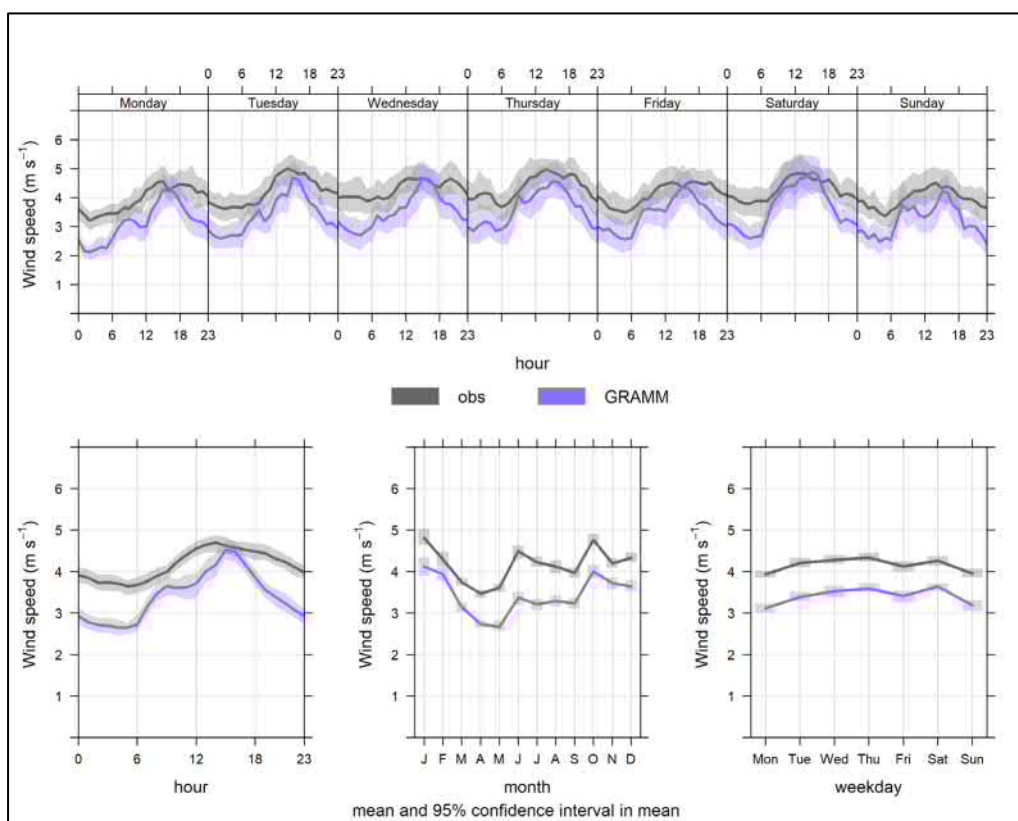 0 6 12 18 23 0 6 12 18 23 0 6 12 18 23
Monday Tuesday Wednesday Thursday Friday Saturday Sunday
Wind speed (m s⁻¹)
6
5
4
3
2
1
0 6 12 18 23 0 6 12 18 23 0 6 12 18 23 0 6 12 18 23
hour
obs GRAMM
Wind speed (m s⁻¹)
6
5
4
3
2
1
0 6 12 18 23
hour
Wind speed (m s⁻¹)
6
5
4
3
2
1
J F M A M J J A S O N D
month
Wind speed (m s⁻¹)
6
5
4
3
2
1
Mon Tue Wed Thu Fri Sat Sun
weekday
mean and 95% confidence interval in mean